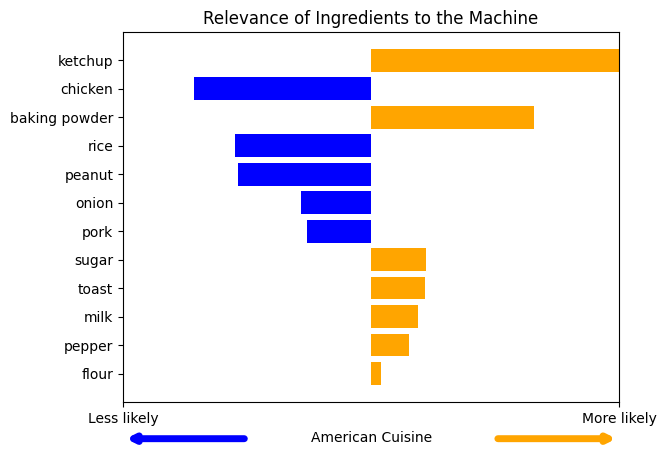 Relevance of Ingredients to the Machine
ketchup
chicken
baking powder
rice
peanut
onion
pork
sugar
toast
milk
pepper
flour
Less likely
More likely
American Cuisine